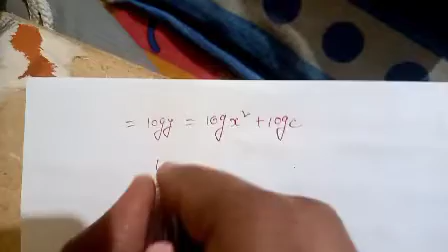 = log y = log x² + log c